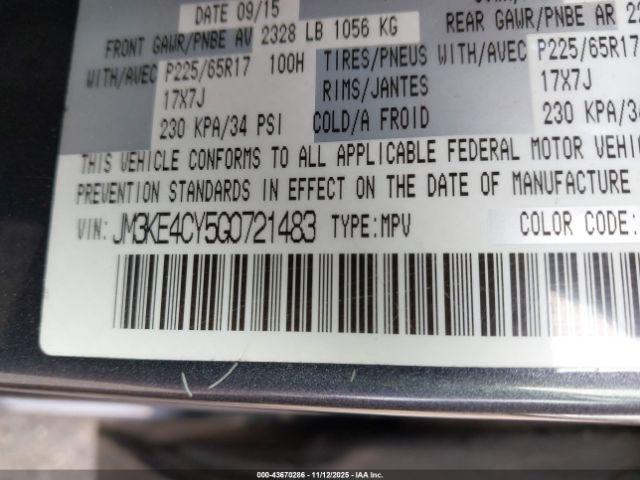 DATE 09/15
FRONT GAWR/PNBE AV 2328 LB 1056 KG
REAR GAWR/PNBE AR
WITH/AVEC P225/65R17 100H TIRES/PNEUS WITH/AVEC P225/65R17
17X7J RIMS/JANTES 17X7J
230 KPA/34 PSI COLD/A FROID 230 KPA/
THIS VEHICLE CONFORMS TO ALL APPLICABLE FEDERAL MOTOR
PREVENTION STANDARDS IN EFFECT ON THE DATE OF MANUFACTURE
VIN: JM3KE4CY5G0721483 TYPE:MPV COLOR CODE:
000-43670286 - 11/12/2025 - IAA Inc.